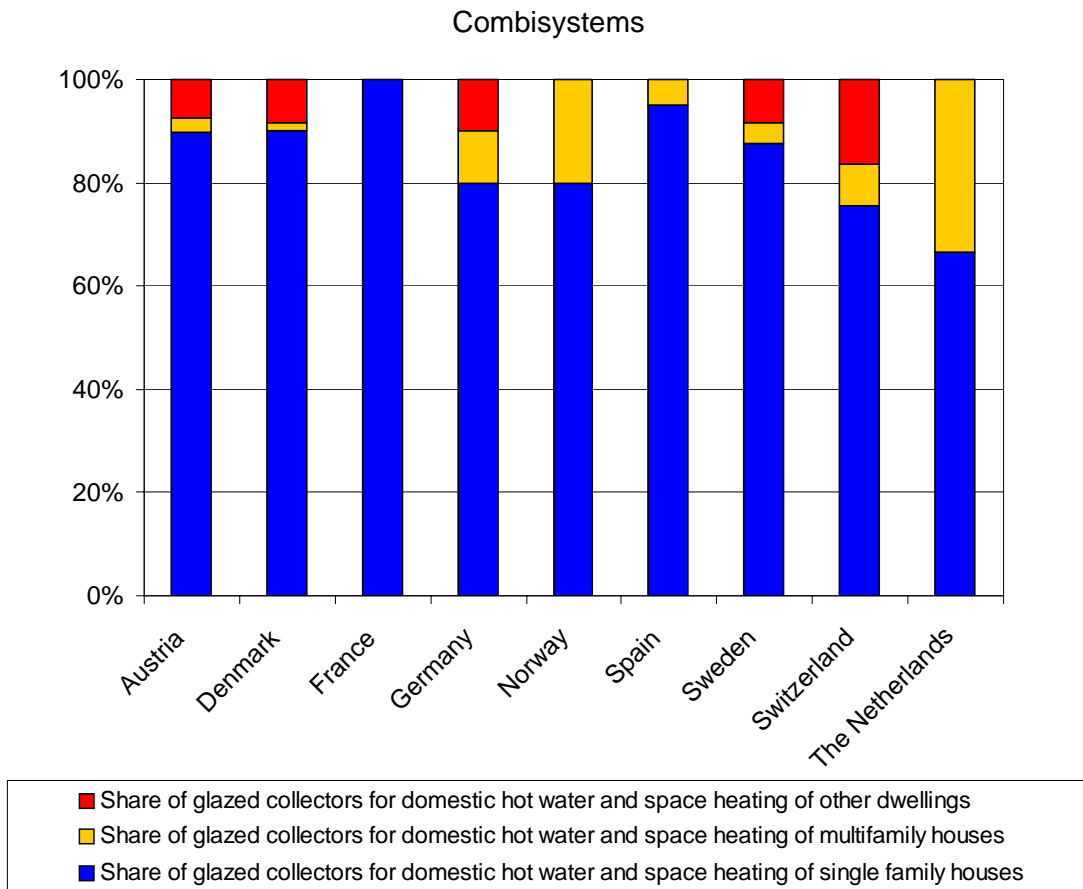 Combisystems
100%
80%
60%
40%
20%
0%
Austria
Denmark
France
Germany
Norway
Spain
Sweden
Switzerland
The Netherlands
Share of glazed collectors for domestic hot water and space heating of other dwellings
Share of glazed collectors for domestic hot water and space heating of multifamily houses
Share of glazed collectors for domestic hot water and space heating of single family houses